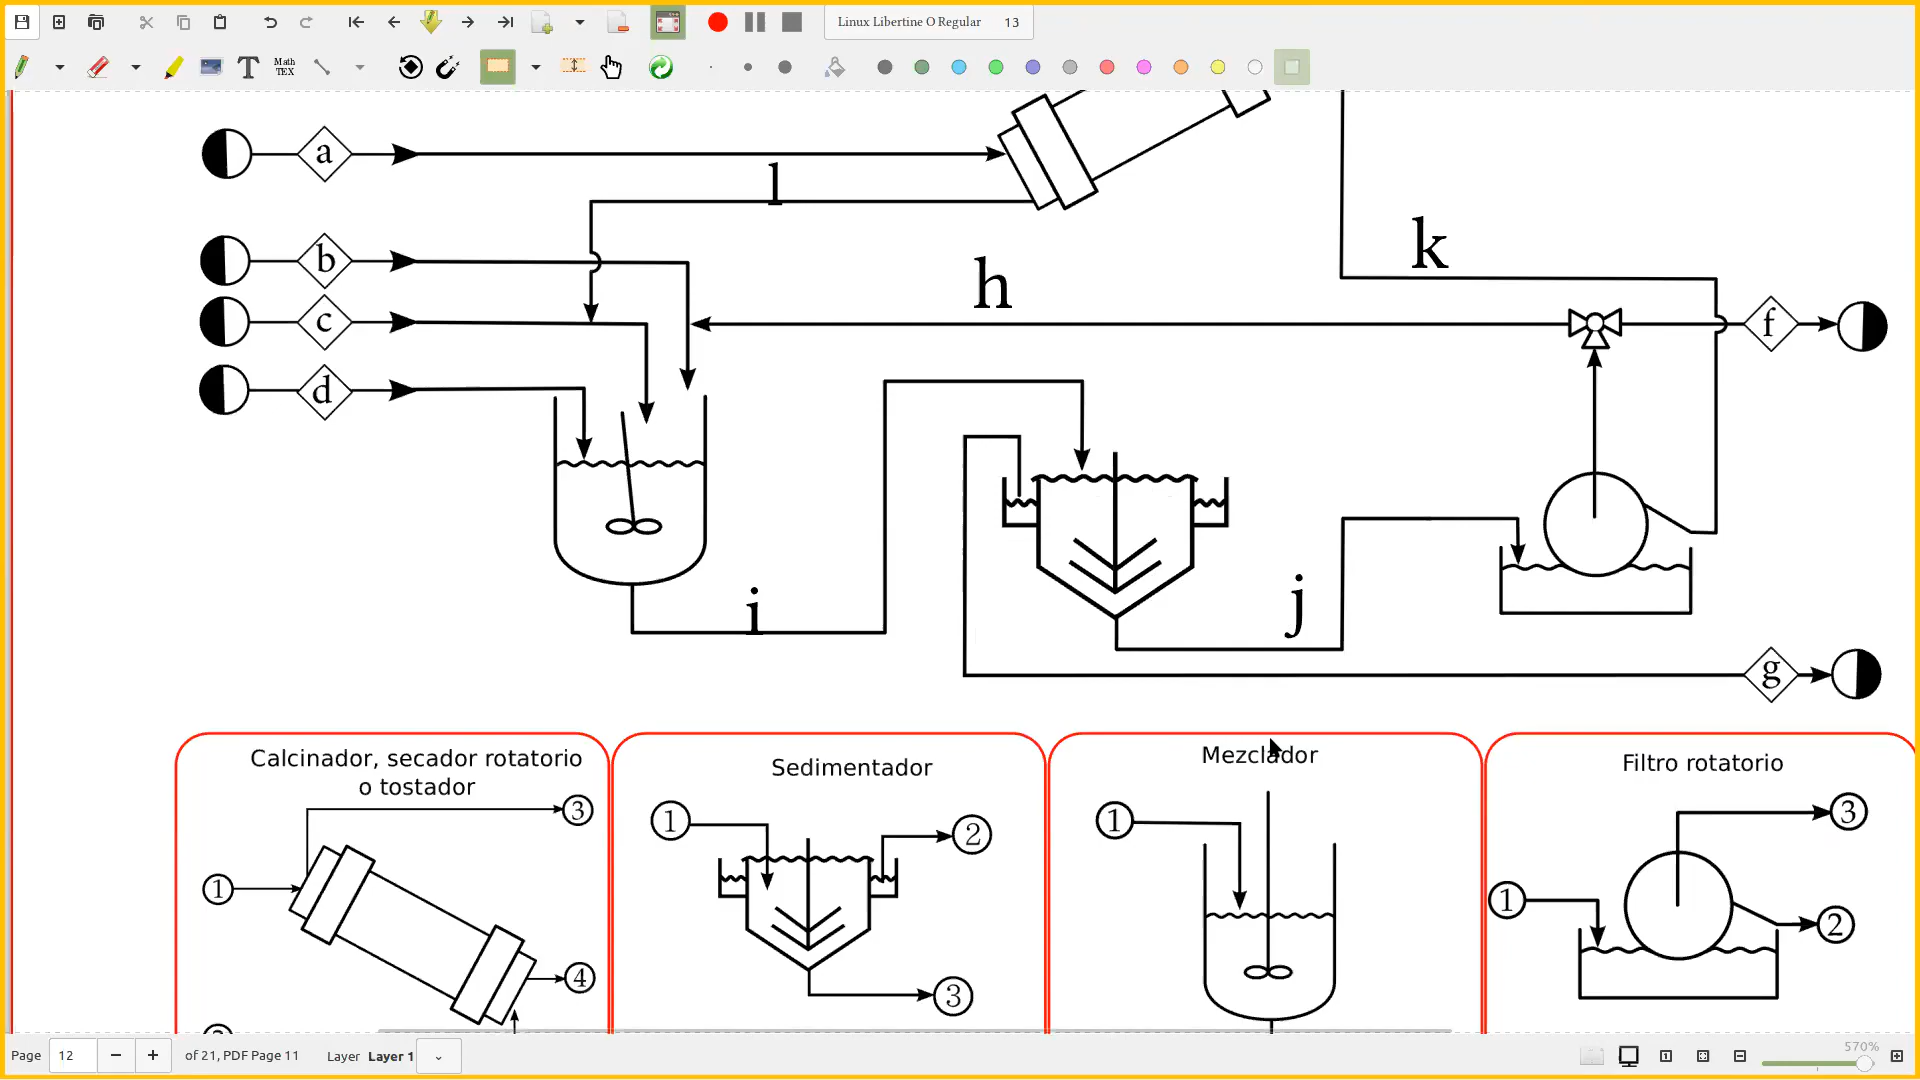 Linux Libertine O Regular 13
T Math
TEX
a
l
b
k
h
c
f
d
i
j
g
Calcinador, secador rotatorio
o tostador
Sedimentador
Mezclador
Filtro rotatorio
3
1
2
1
3
1
1
2
4
3
Page 12 of 21, PDF Page 11 Layer Layer 1
570%